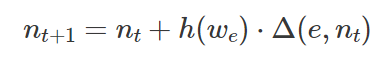 n_{t+1} = n_t + h(w_e) · Δ(e, n_t)